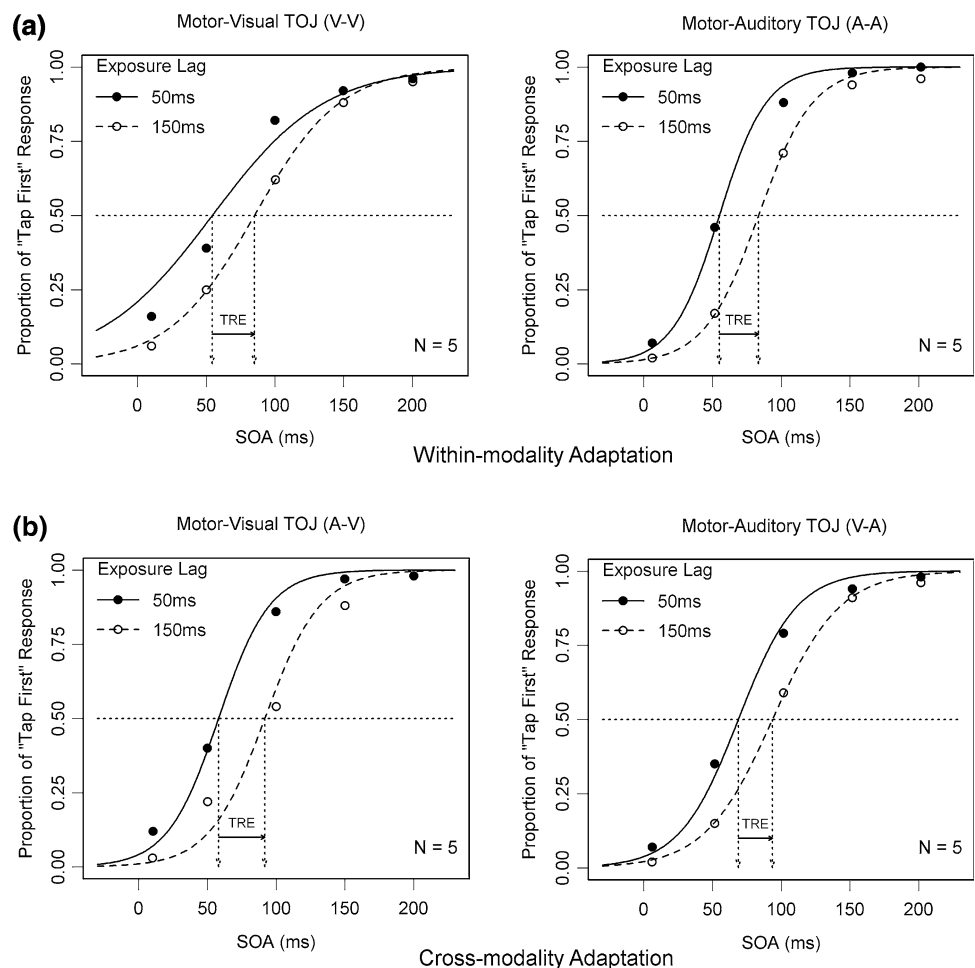 (a)
Motor-Visual TOJ (V-V)
Proportion of "Tap First" Response
1.00
0.75
0.50
0.25
0.00
Exposure Lag
50ms
150ms
TRE
N = 5
0 50 100 150 200
SOA (ms)
Motor-Auditory TOJ (A-A)
Proportion of "Tap First" Response
1.00
0.75
0.50
0.25
0.00
Exposure Lag
50ms
150ms
TRE
N = 5
0 50 100 150 200
SOA (ms)
Within-modality Adaptation
(b)
Motor-Visual TOJ (A-V)
Proportion of "Tap First" Response
1.00
0.75
0.50
0.25
0.00
Exposure Lag
50ms
150ms
TRE
N = 5
0 50 100 150 200
SOA (ms)
Motor-Auditory TOJ (V-A)
Proportion of "Tap First" Response
1.00
0.75
0.50
0.25
0.00
Exposure Lag
50ms
150ms
TRE
N = 5
0 50 100 150 200
SOA (ms)
Cross-modality Adaptation